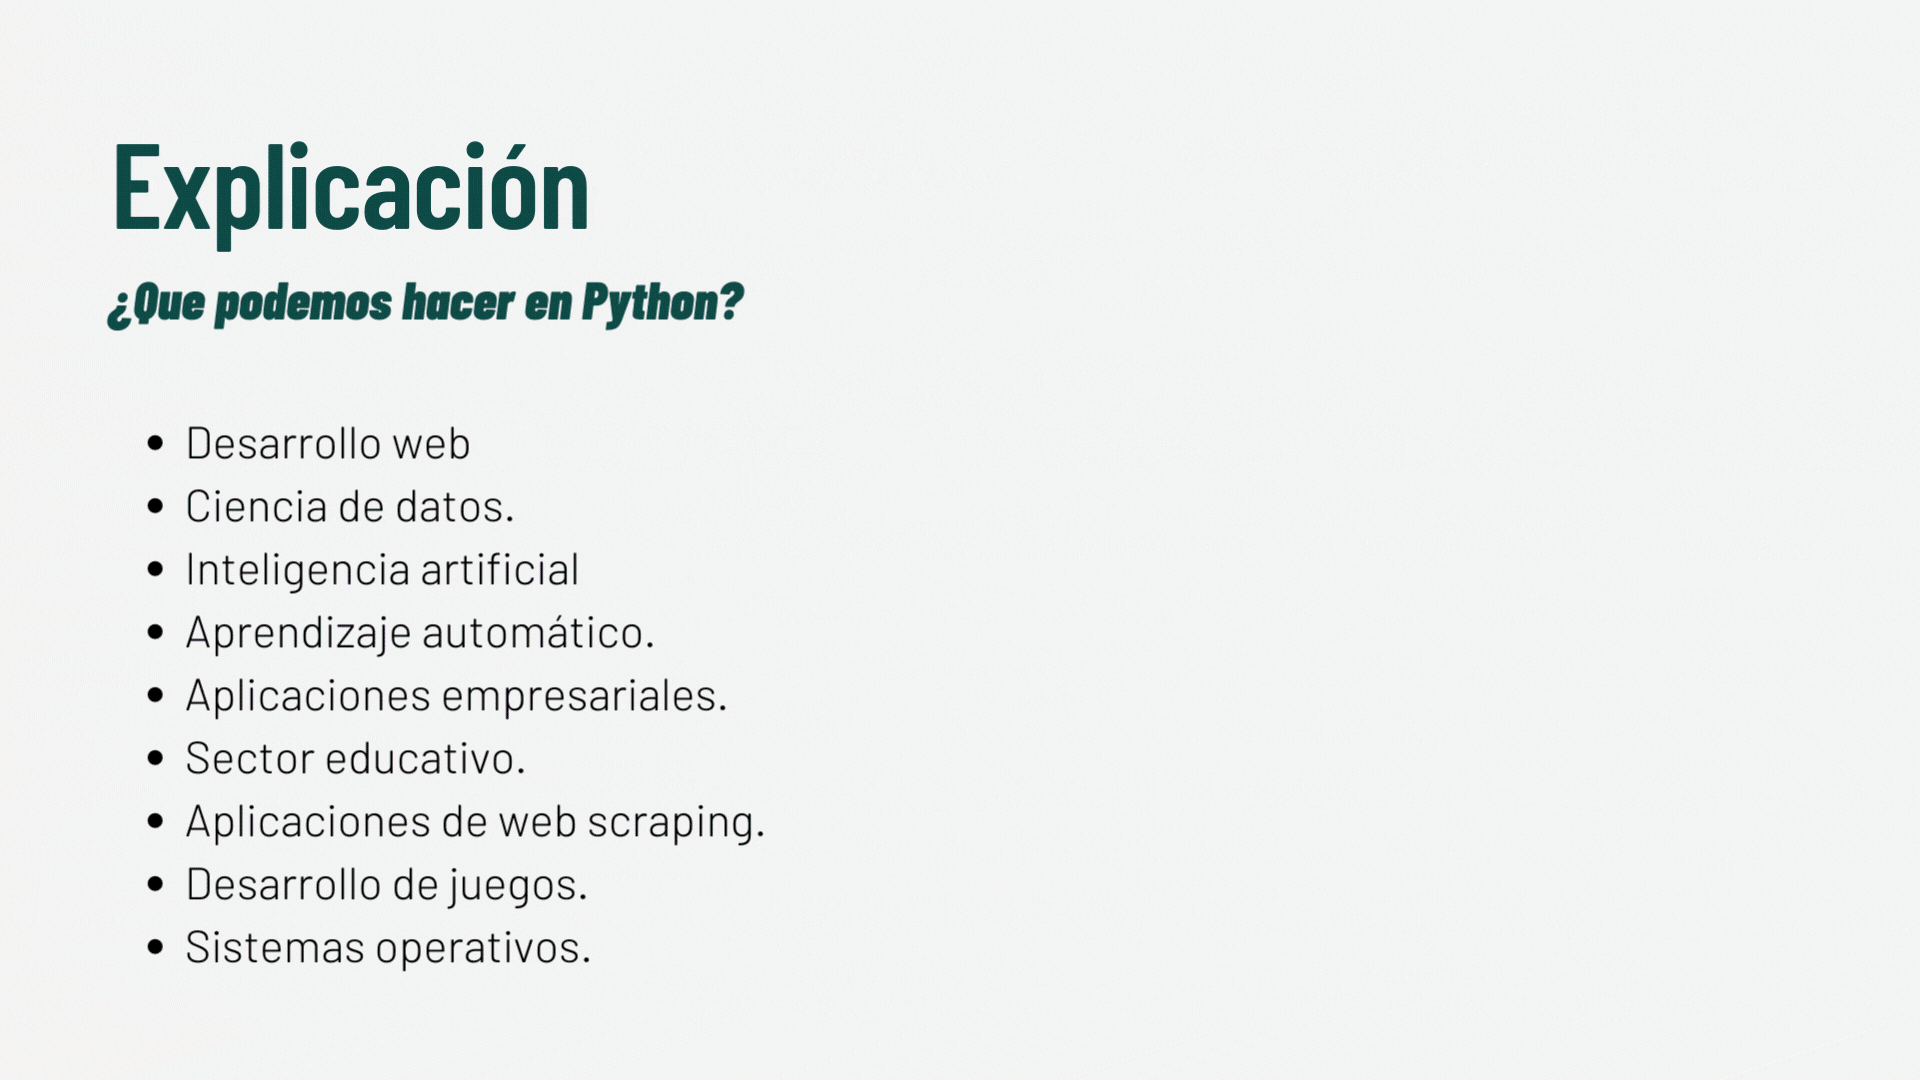 Explicación
¿Que podemos hacer en Python?
• Desarrollo web
• Ciencia de datos.
• Inteligencia artificial
• Aprendizaje automático.
• Aplicaciones empresariales.
• Sector educativo.
• Aplicaciones de web scraping.
• Desarrollo de juegos.
• Sistemas operativos.